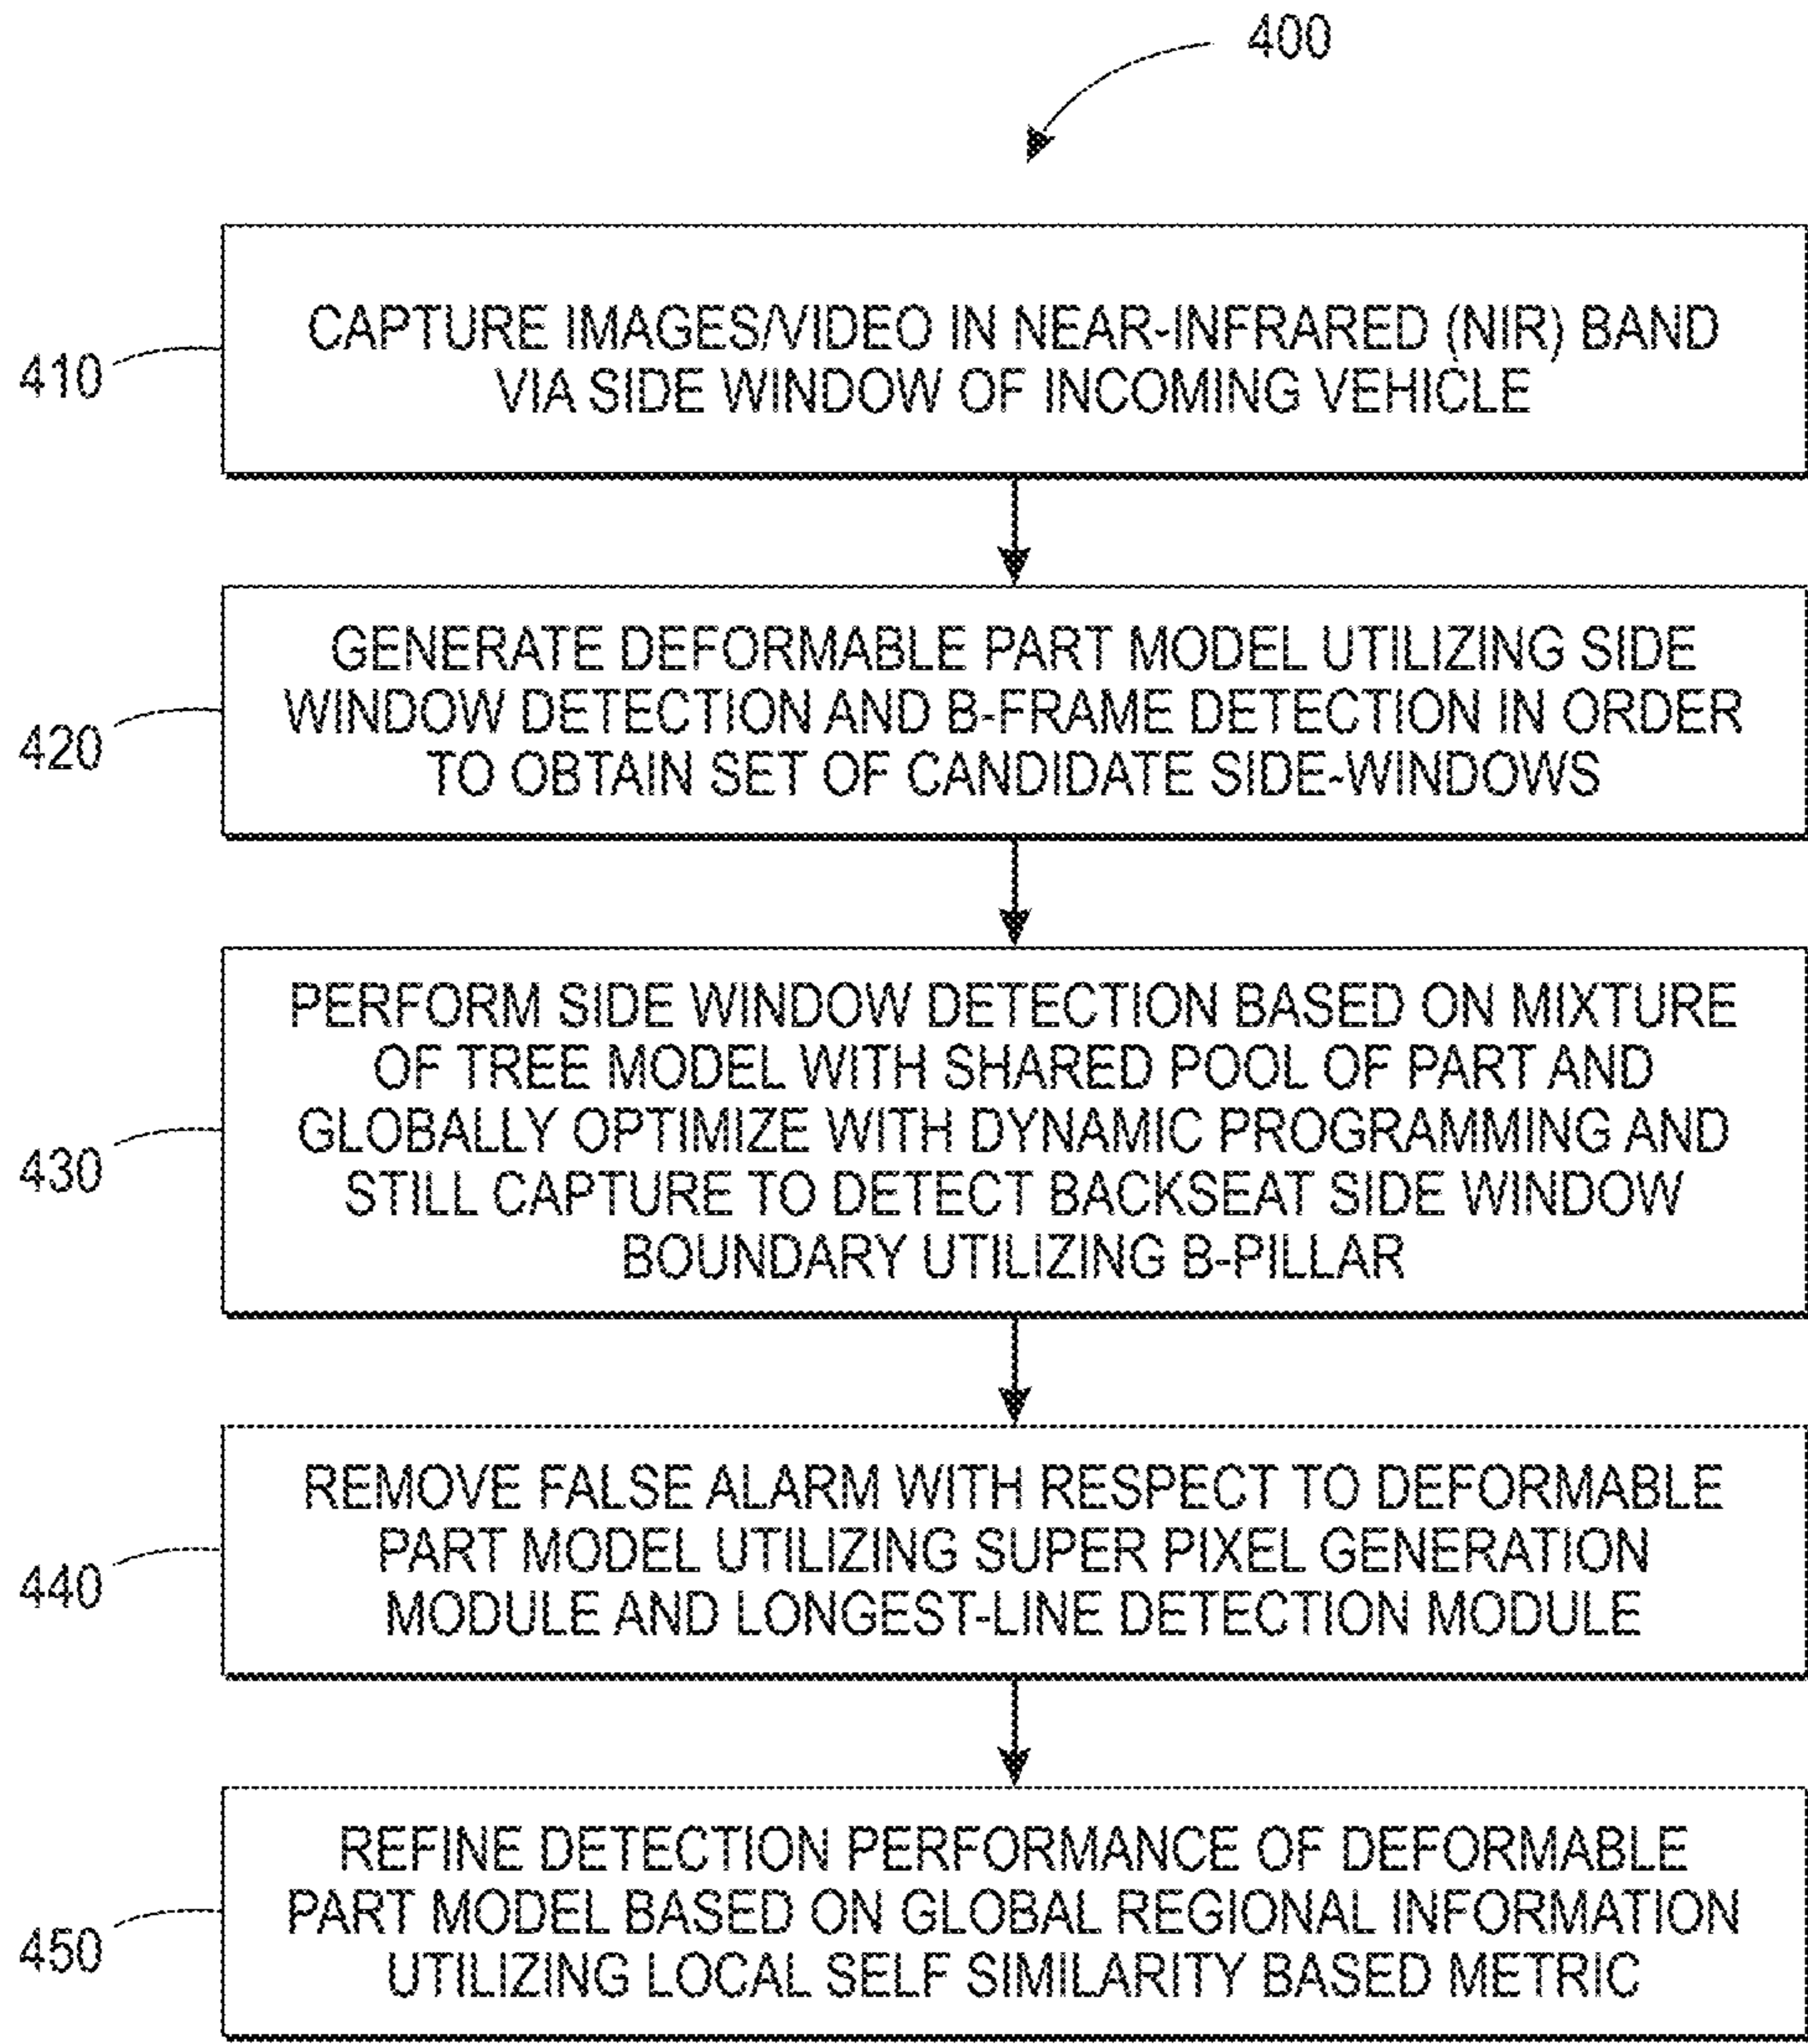 400
410
CAPTURE IMAGES/VIDEO IN NEAR-INFRARED (NIR) BAND
VIA SIDE WINDOW OF INCOMING VEHICLE
420
GENERATE DEFORMABLE PART MODEL UTILIZING SIDE
WINDOW DETECTION AND B-FRAME DETECTION IN ORDER
TO OBTAIN SET OF CANDIDATE SIDE-WINDOWS
430
PERFORM SIDE WINDOW DETECTION BASED ON MIXTURE
OF TREE MODEL WITH SHARED POOL OF PART AND
GLOBALLY OPTIMIZE WITH DYNAMIC PROGRAMMING AND
STILL CAPTURE TO DETECT BACKSEAT SIDE WINDOW
BOUNDARY UTILIZING B-PILLAR
440
REMOVE FALSE ALARM WITH RESPECT TO DEFORMABLE
PART MODEL UTILIZING SUPER PIXEL GENERATION
MODULE AND LONGEST-LINE DETECTION MODULE
450
REFINE DETECTION PERFORMANCE OF DEFORMABLE
PART MODEL BASED ON GLOBAL REGIONAL INFORMATION
UTILIZING LOCAL SELF SIMILARITY BASED METRIC